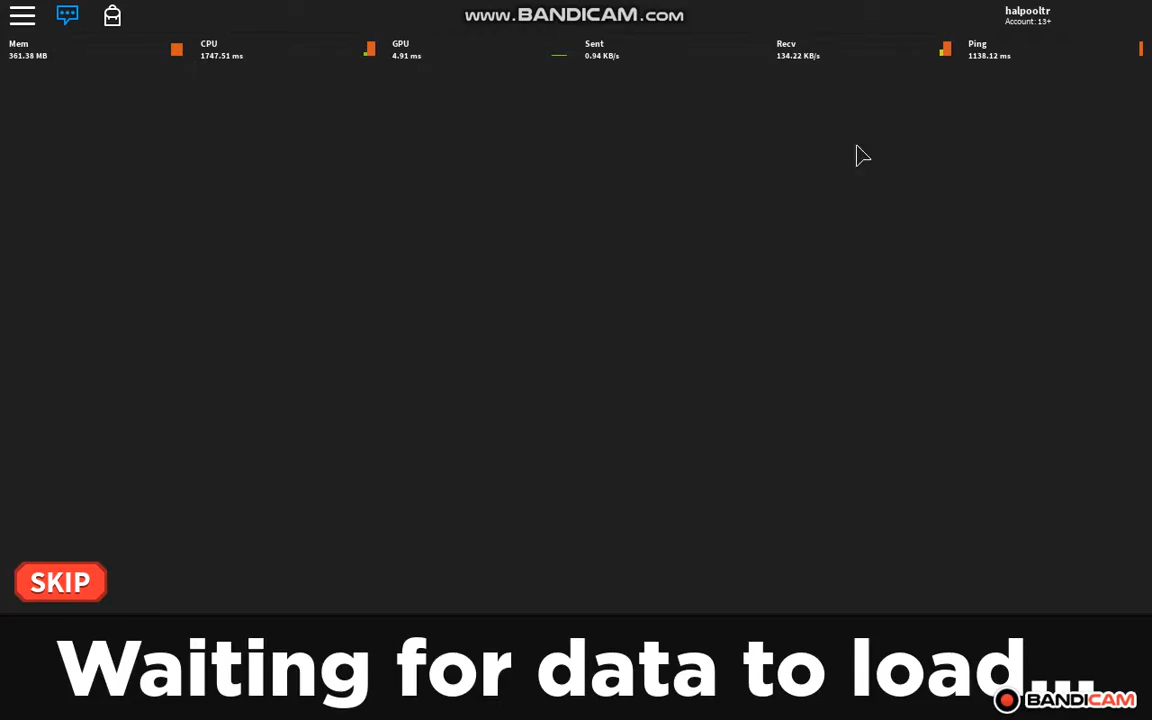 www.BANDICAM.com
halpooltr
Account: 13+
Mem
361.38 MB
CPU
1747.51 ms
GPU
4.91 ms
Sent
0.94 KB/s
Recv
134.22 KB/s
Ping
1138.12 ms
SKIP
Waiting for data to load...
BANDICAM